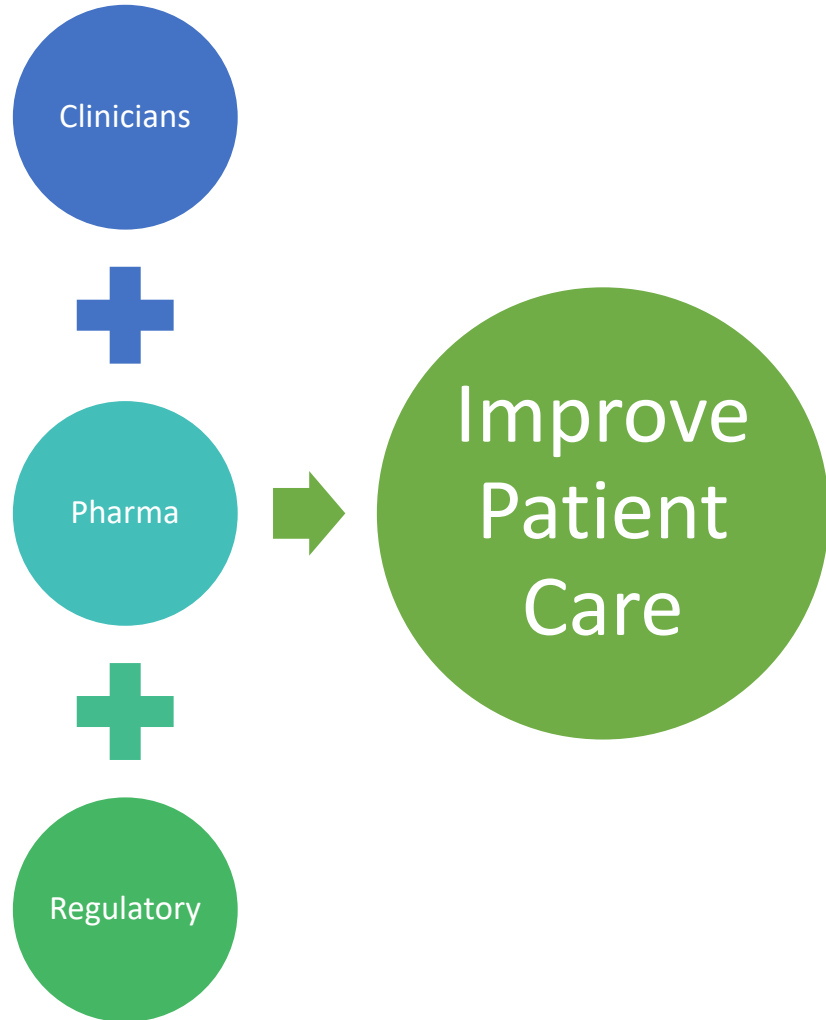 Clinicians
Pharma
Regulatory
Improve
Patient
Care